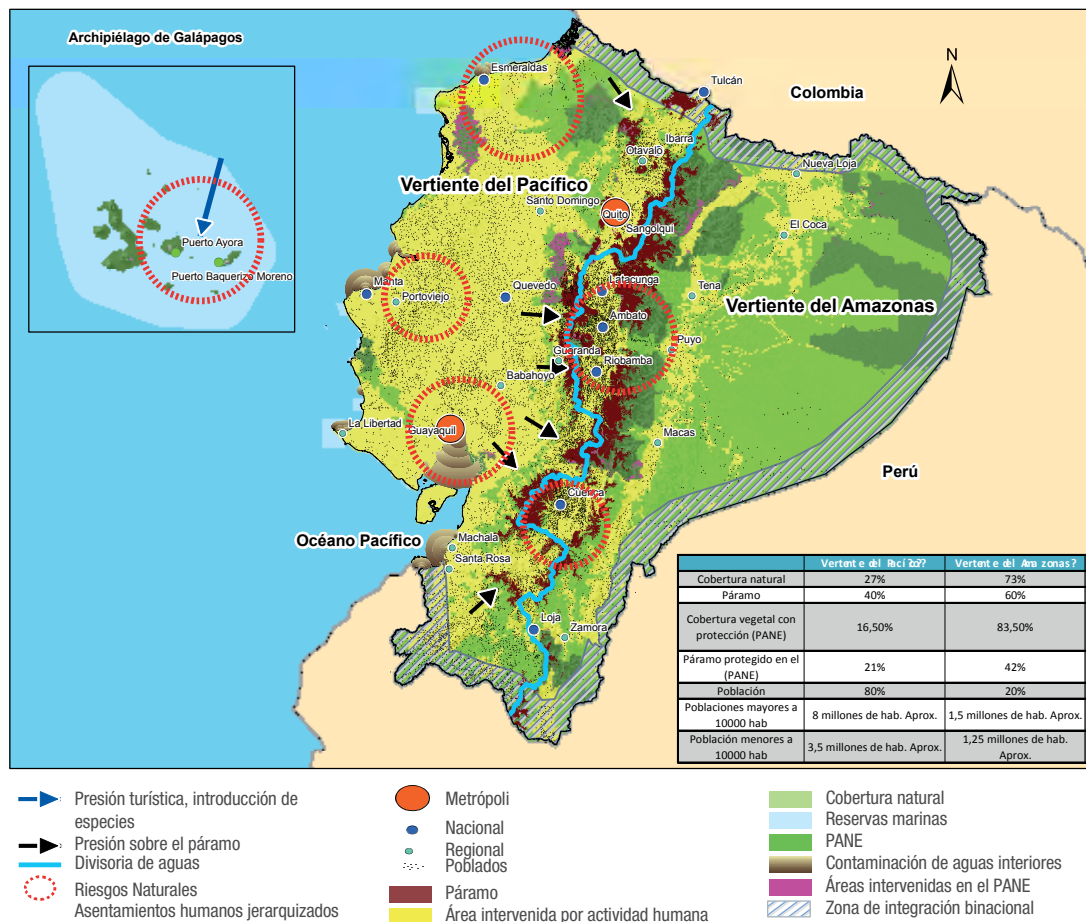 Archipiélago de Galápagos
Puerto Ayora
Puerto Baquerizo Moreno
N
Colombia
Perú
Océano Pacífico
Vertiente del Pacífico
Vertiente del Amazonas
Esmeraldas
Tulcán
Ibarra
Otavalo
Nueva Loja
Santo Domingo
Quito
Sangolquí
El Coca
Manta
Portoviejo
Quevedo
Latacunga
Tena
Ambato
Guaranda
Riobamba
Puyo
Babahoyo
La Libertad
Guayaquil
Macas
Cuenca
Machala
Santa Rosa
Loja
Zamora
Cobertura natural 27% 73%
Páramo 40% 60%
Cobertura vegetal con
protección (PANE) 16,50% 83,50%
Páramo protegido en el
(PANE) 21% 42%
Población 80% 20%
Poblaciones mayores a
10000 hab 8 millones de hab. Aprox. 1,5 millones de hab. Aprox.
Población menores a
10000 hab 3,5 millones de hab. Aprox. 1,25 millones de hab.
Aprox.
Presión turística, introducción de
especies
Presión sobre el páramo
Divisoria de aguas
Riesgos Naturales
Asentamientos humanos jerarquizados
Metrópoli
Nacional
Regional
Poblados
Páramo
Área intervenida por actividad humana
Cobertura natural
Reservas marinas
PANE
Contaminación de aguas interiores
Áreas intervenidas en el PANE
Zona de integración binacional